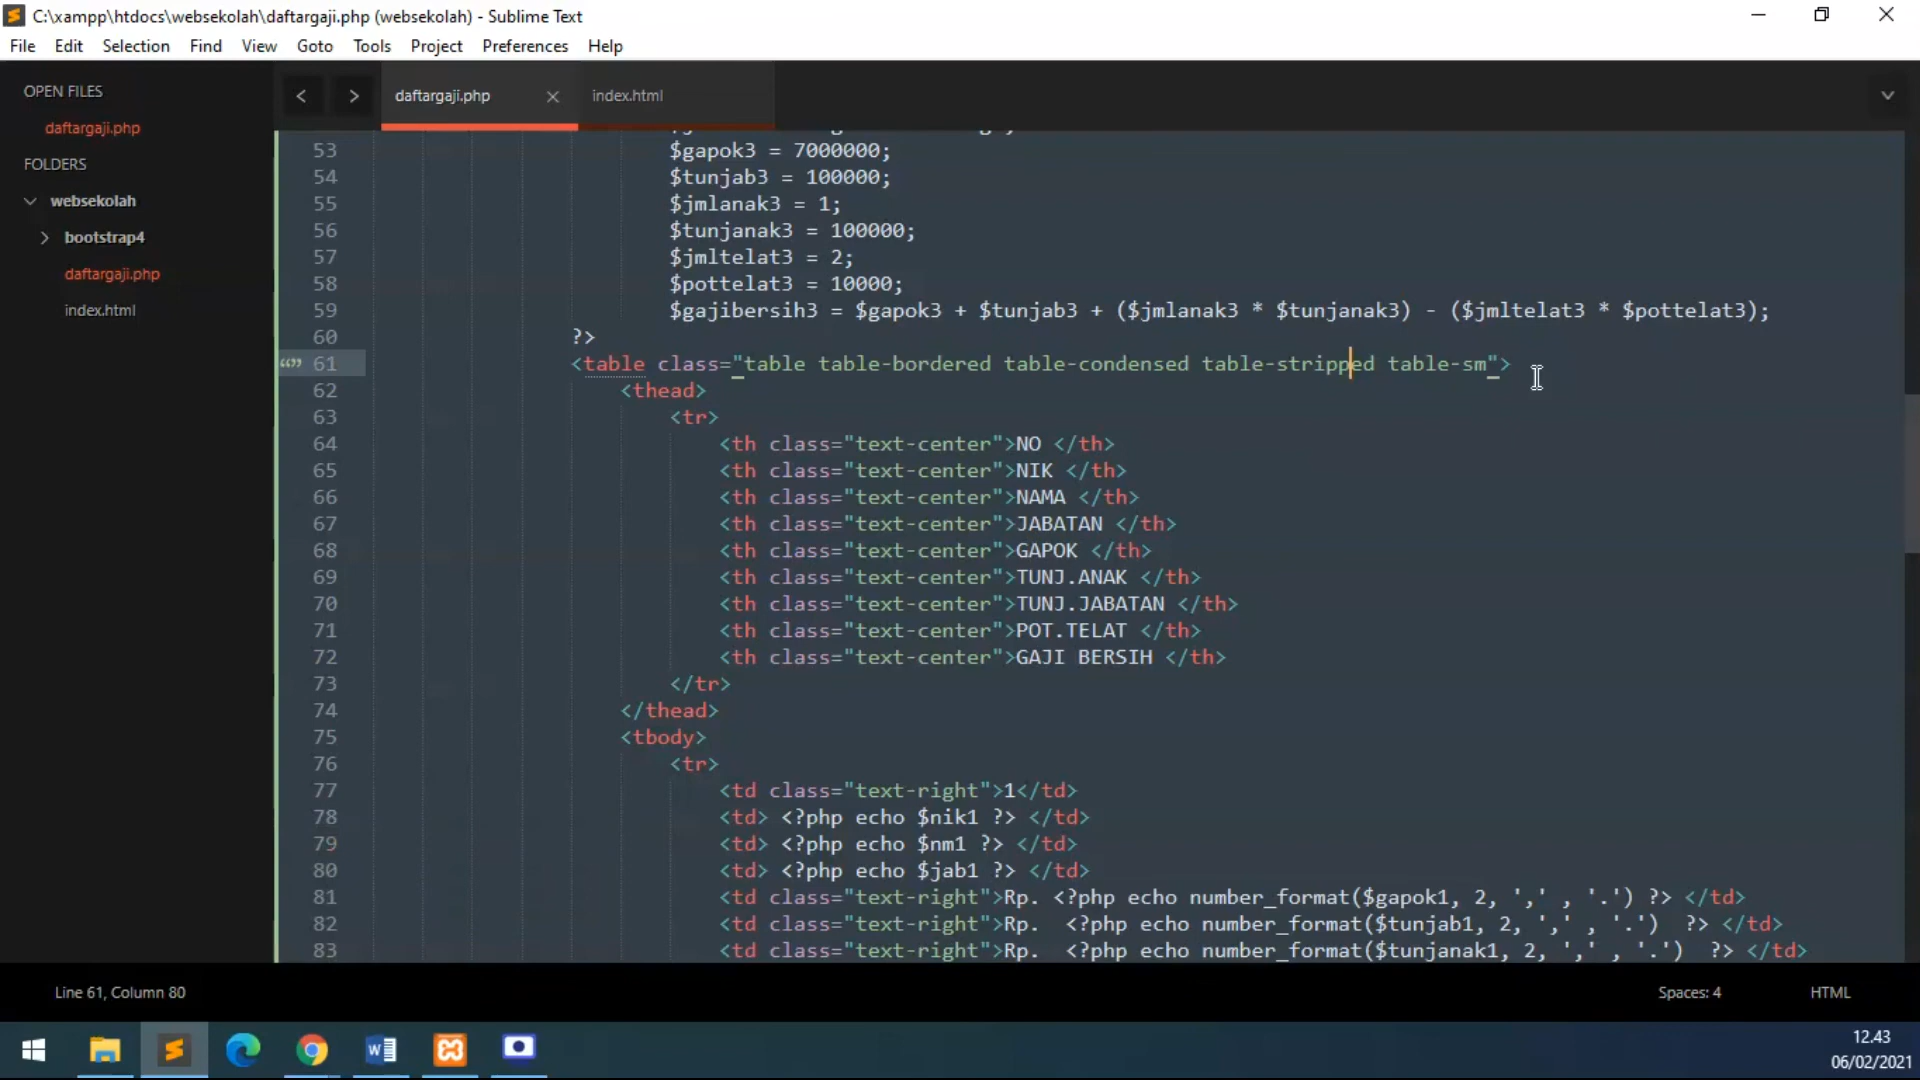 C:\xampp\htdocs\websekolah\daftargaji.php (websekolah) - Sublime Text
File Edit Selection Find View Goto Tools Project Preferences Help
OPEN FILES
daftargaji.php
FOLDERS
websekolah
bootstrap4
daftargaji.php
index.html
daftargaji.php
index.html
53 $gapok3 = 7000000;
54 $tunjab3 = 100000;
55 $jmlanak3 = 1;
56 $tunjanak3 = 100000;
57 $jmltelat3 = 2;
58 $pottelat3 = 10000;
59 $gajibersih3 = $gapok3 + $tunjab3 + ($jmlanak3 * $tunjanak3) - ($jmltelat3 * $pottelat3);
60 ?>
61 <table class="table table-bordered table-condensed table-stripped table-sm">
62 <thead>
63 <tr>
64 <th class="text-center">NO </th>
65 <th class="text-center">NIK </th>
66 <th class="text-center">NAMA </th>
67 <th class="text-center">JABATAN </th>
68 <th class="text-center">GAPOK </th>
69 <th class="text-center">TUNJ.ANAK </th>
70 <th class="text-center">TUNJ.JABATAN </th>
71 <th class="text-center">POT.TELAT </th>
72 <th class="text-center">GAJI BERSIH </th>
73 </tr>
74 </thead>
75 <tbody>
76 <tr>
77 <td class="text-right">1</td>
78 <td> <?php echo $nik1 ?> </td>
79 <td> <?php echo $nm1 ?> </td>
80 <td> <?php echo $jab1 ?> </td>
81 <td class="text-right">Rp. <?php echo number_format($gapok1, 2, ',' , '.') ?> </td>
82 <td class="text-right">Rp.  <?php echo number_format($tunjab1, 2, ',' , '.')  ?> </td>
83 <td class="text-right">Rp.  <?php echo number_format($tunjanak1, 2, ',' , '.')  ?> </td>
Line 61, Column 80
Spaces: 4
HTML
12.43
06/02/2021